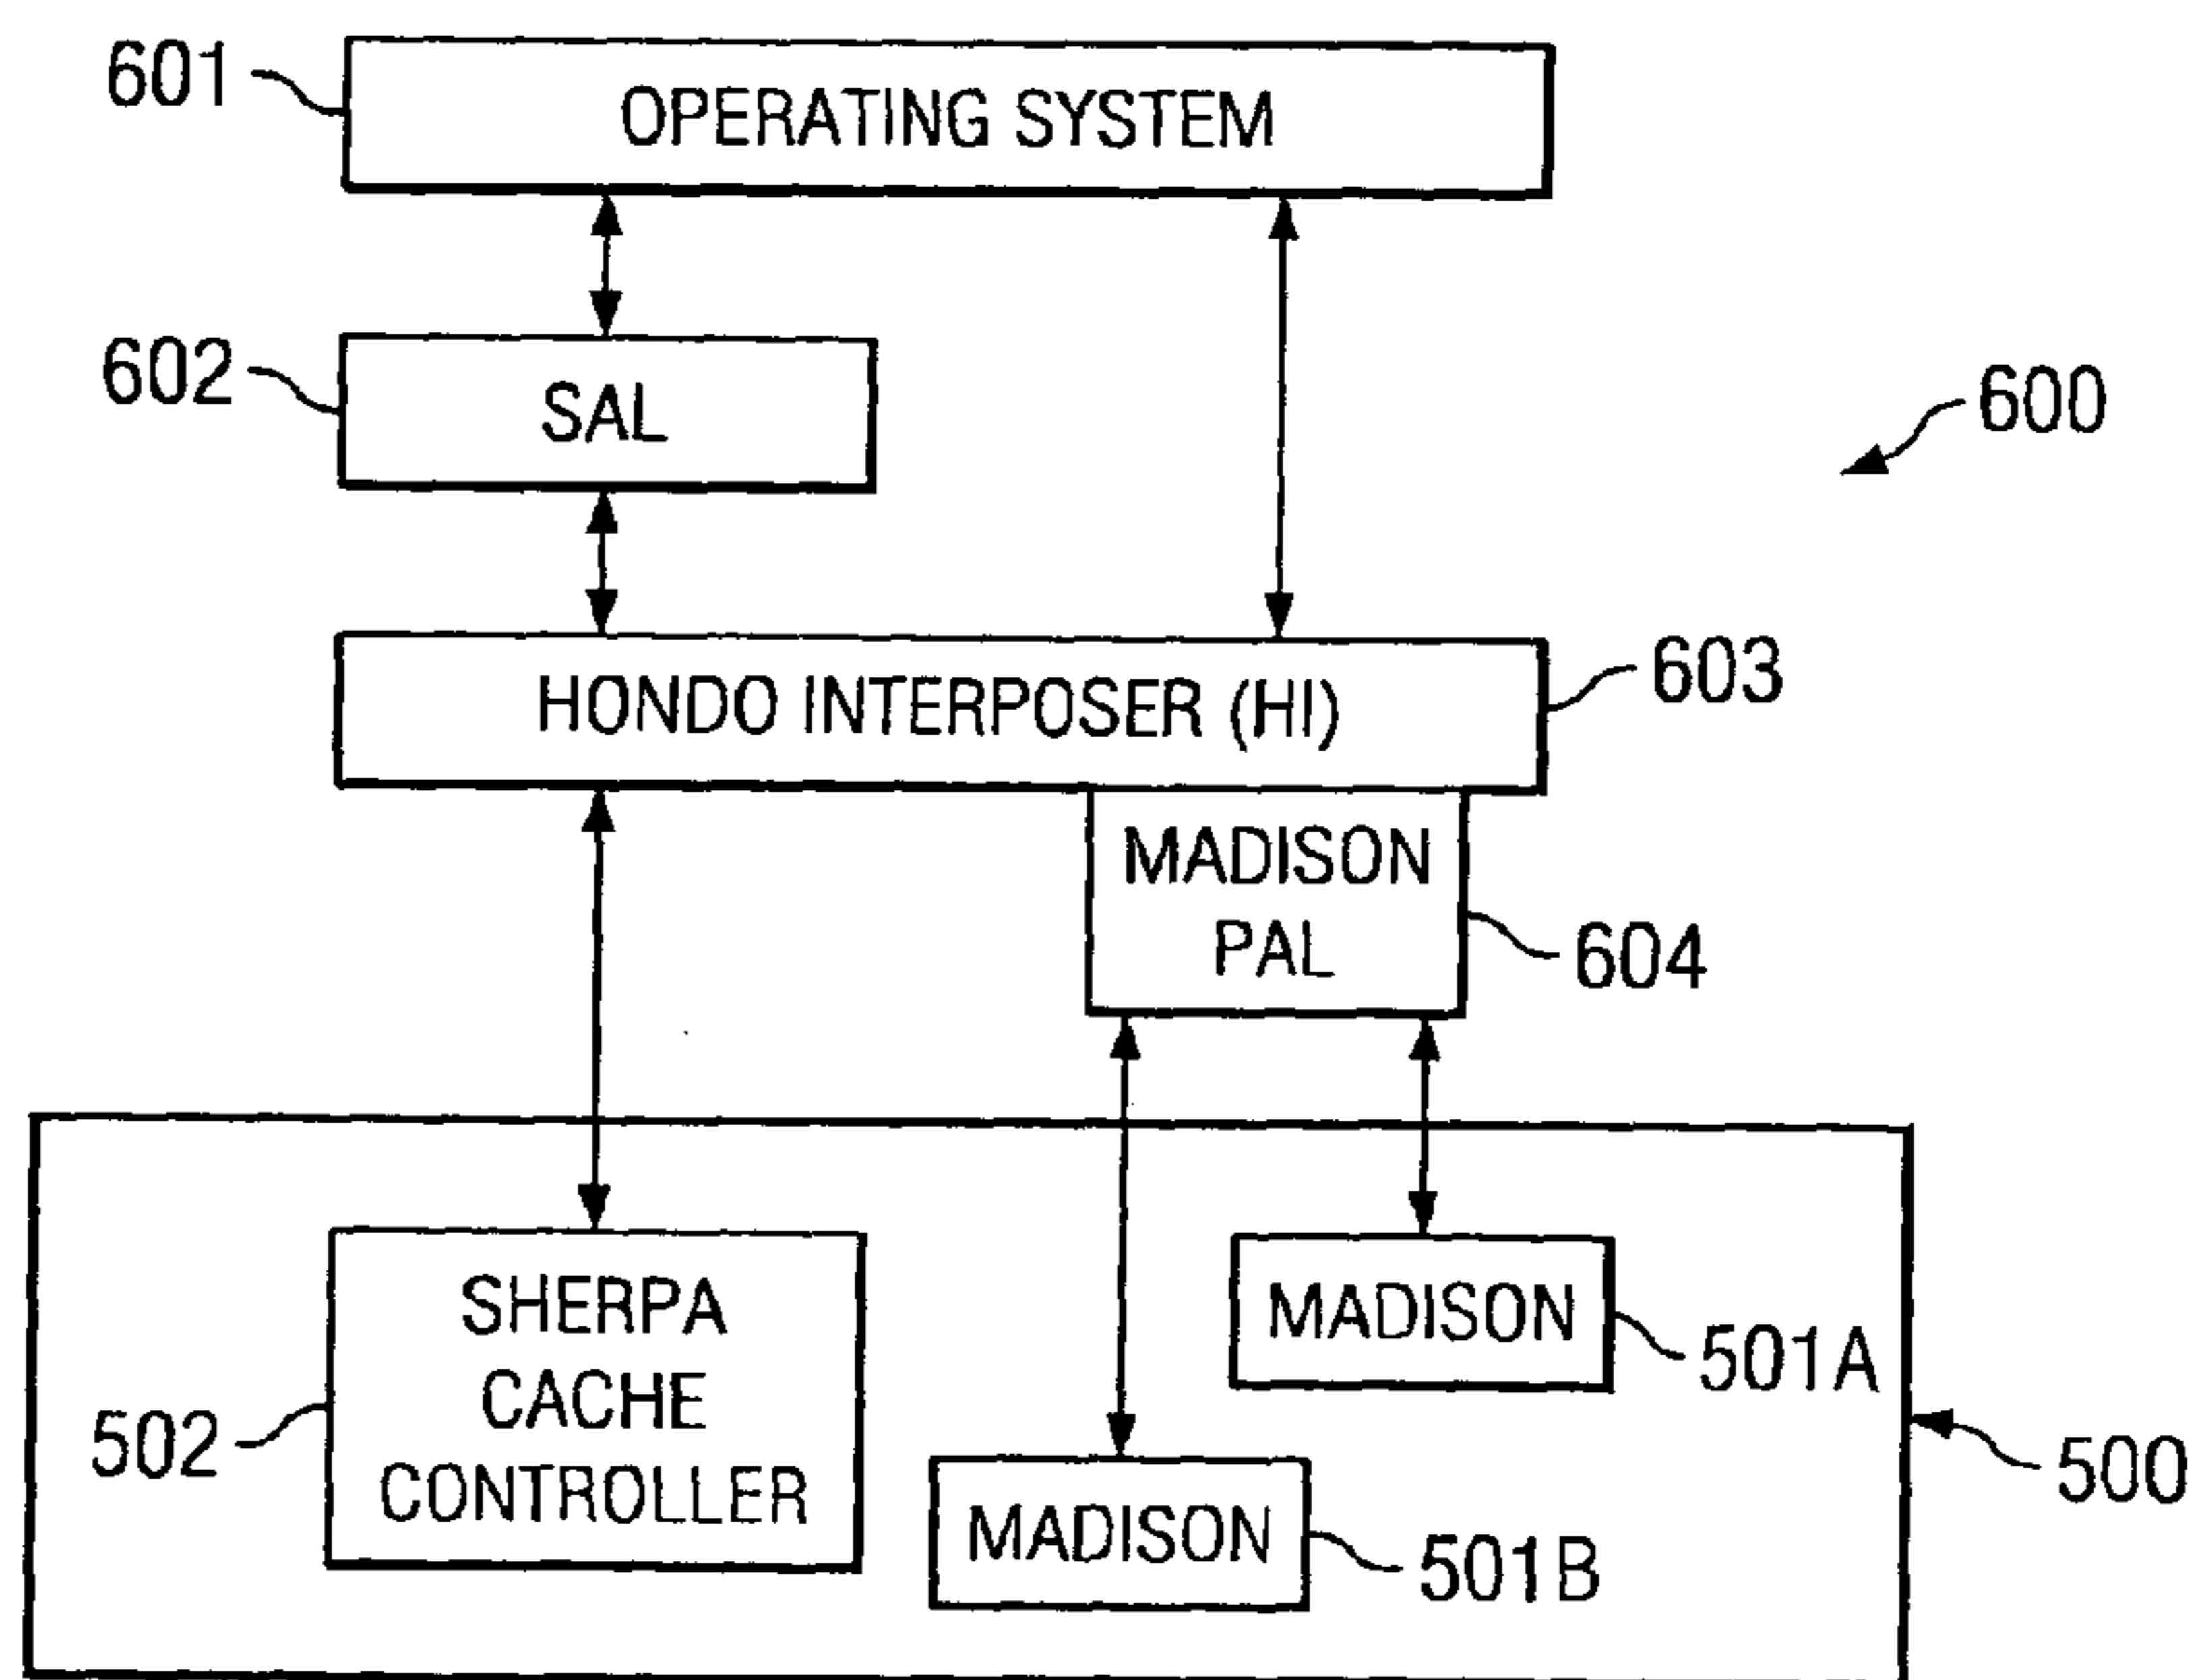 601
OPERATING SYSTEM
602
SAL
600
HONDO INTERPOSER (HI)
603
MADISON
PAL
604
SHERPA
CACHE
CONTROLLER
502
MADISON
501A
500
MADISON
501B